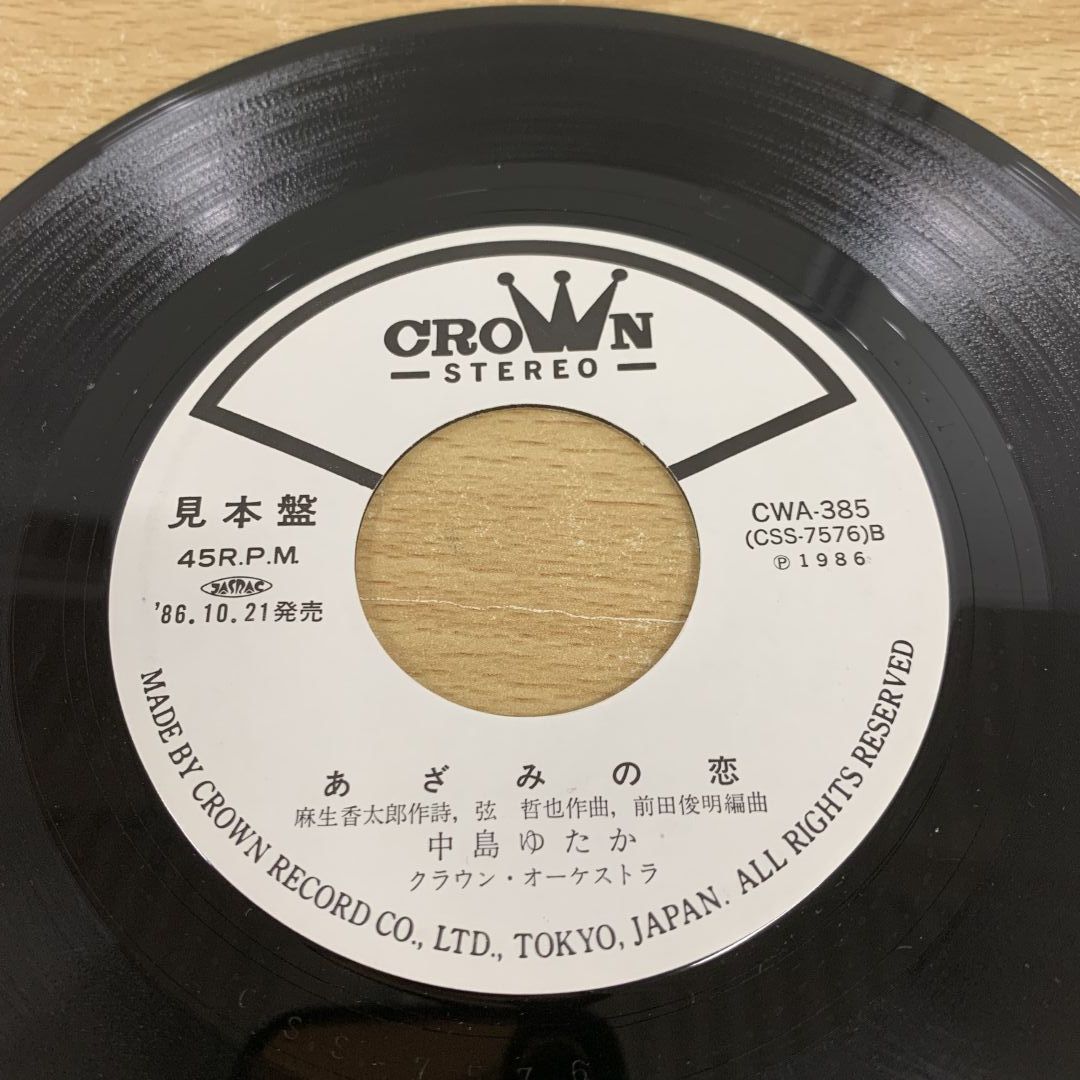 CROWN
STEREO
見本盤
45R.P.M.
JASRAC
'86.10.21発売
CWA-385
(CSS-7576)B
Ⓟ1986
あざみの恋
麻生香太郎作詩, 弦 哲也作曲, 前田俊明編曲
中島ゆたか
クラウン・オーケストラ
MADE BY CROWN RECORD CO., LTD., TOKYO, JAPAN. ALL RIGHTS RESERVED